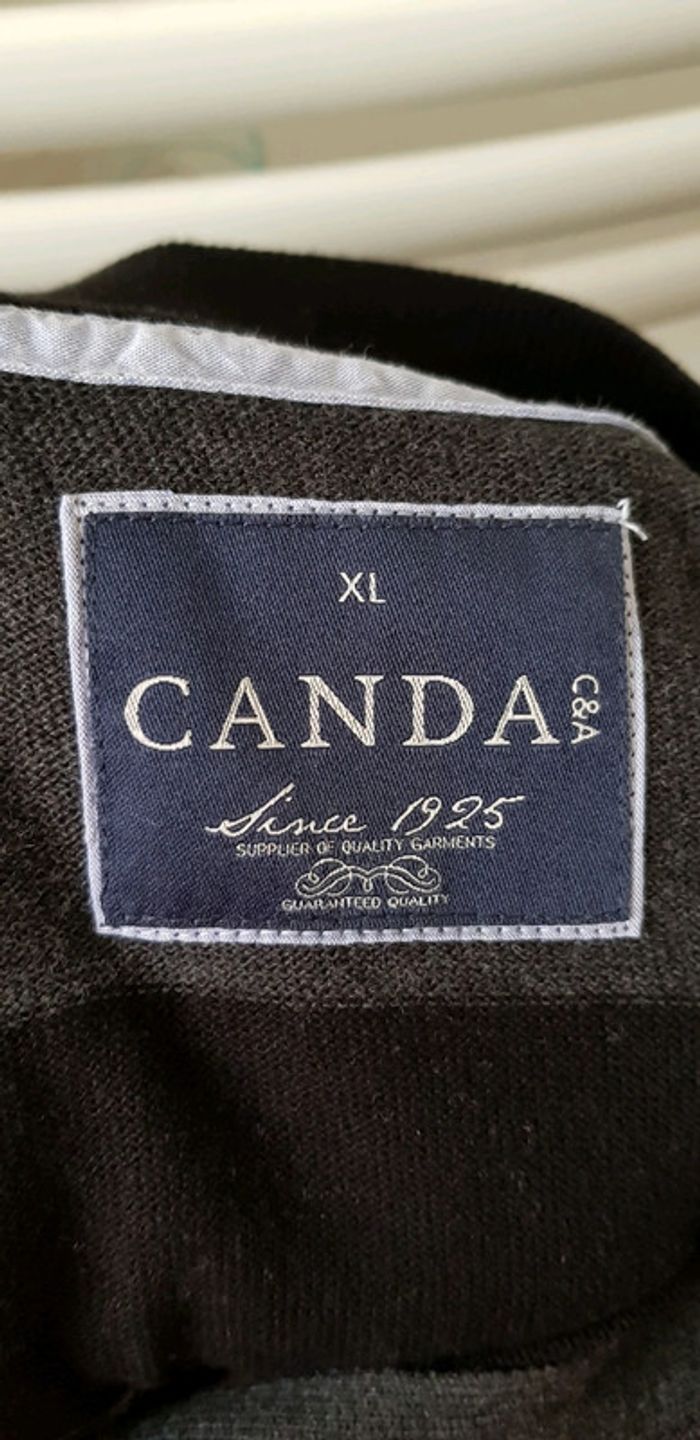 XL
CANDA C&A
Since 1925
SUPPLIER OF QUALITY GARMENTS
GUARANTEED QUALITY